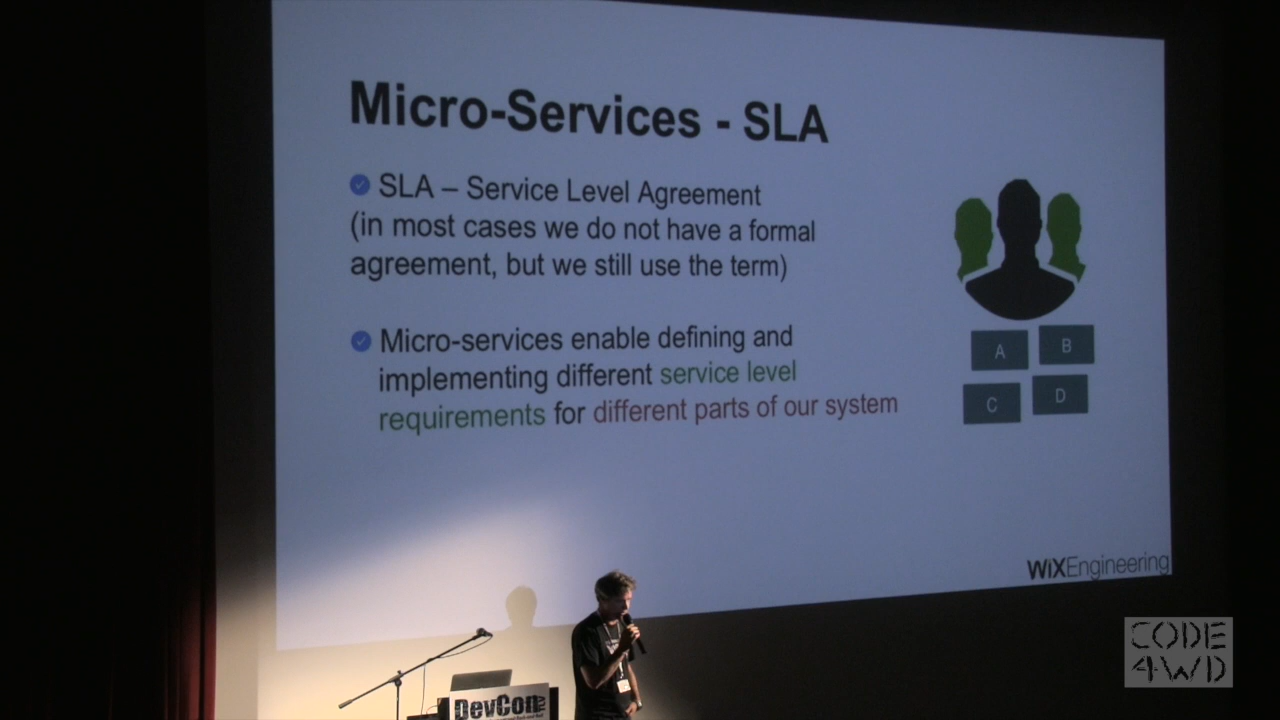 Micro-Services - SLA
SLA – Service Level Agreement
(in most cases we do not have a formal
agreement, but we still use the term)
Micro-services enable defining and
implementing different service level
requirements for different parts of our system
A
B
C
D
WiXEngineering
DevCon
CODE
4WD